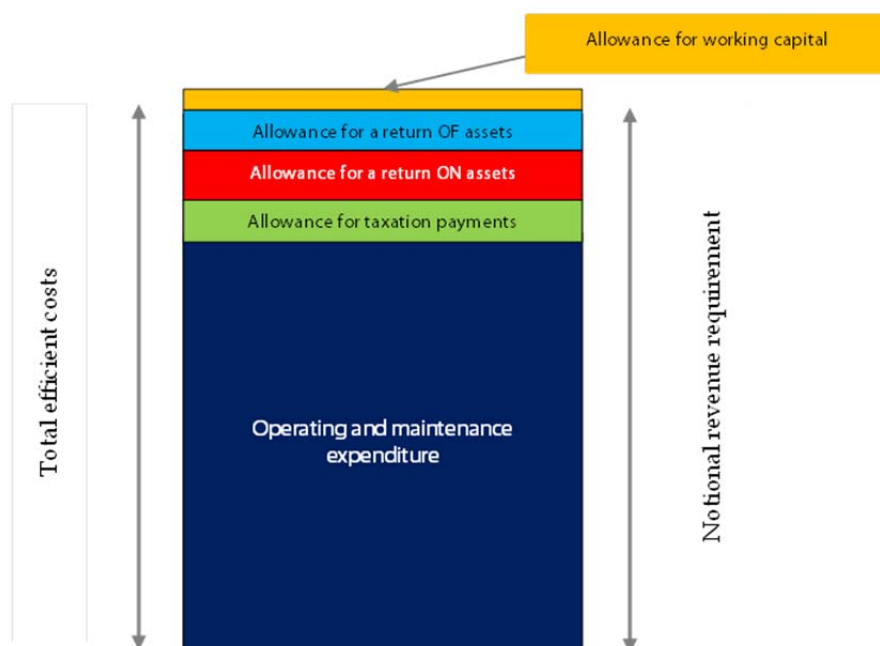 Allowance for working capital
Allowance for a return OF assets
Allowance for a return ON assets
Allowance for taxation payments
Total efficient costs
Operating and maintenance
expenditure
Notional revenue requirement